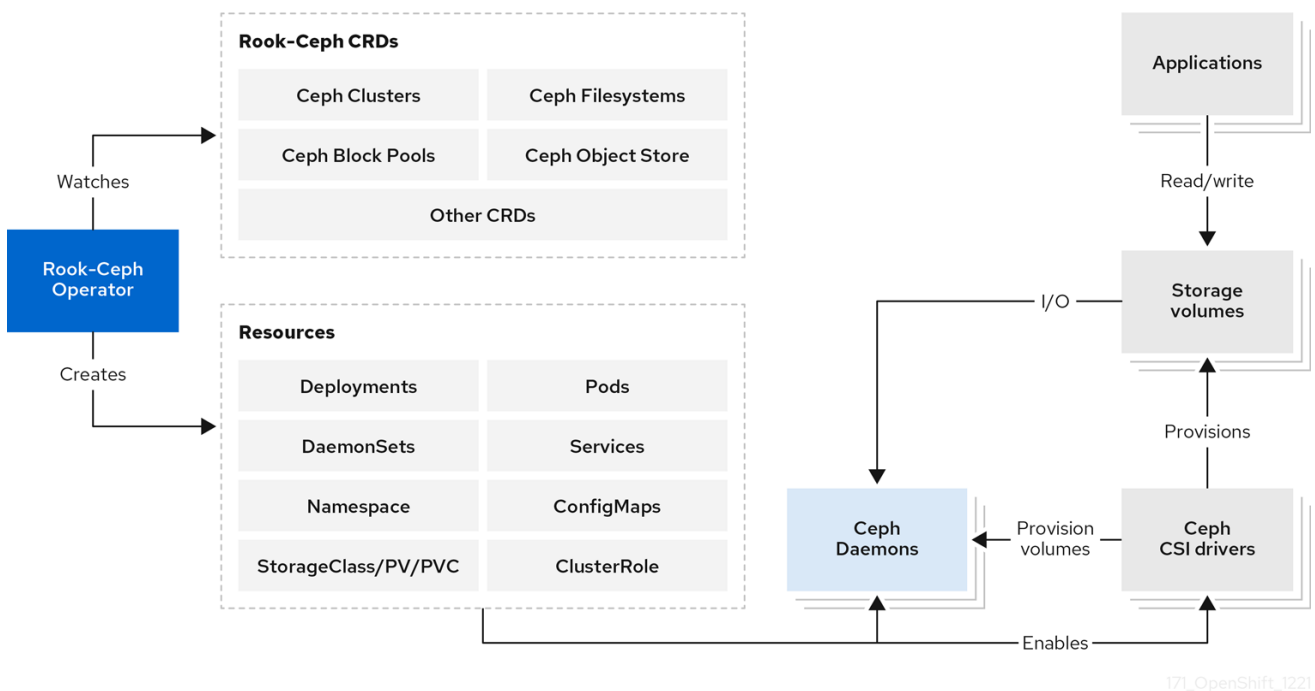 Rook-Ceph CRDs
Ceph Clusters
Ceph Filesystems
Ceph Block Pools
Ceph Object Store
Other CRDs
Watches
Rook-Ceph
Operator
Creates
Resources
Deployments
Pods
DaemonSets
Services
Namespace
ConfigMaps
StorageClass/PV/PVC
ClusterRole
Applications
Read/write
Storage
volumes
I/O
Provisions
Ceph
Daemons
Provision
volumes
Ceph
CSI drivers
Enables
171_OpenShift_1221